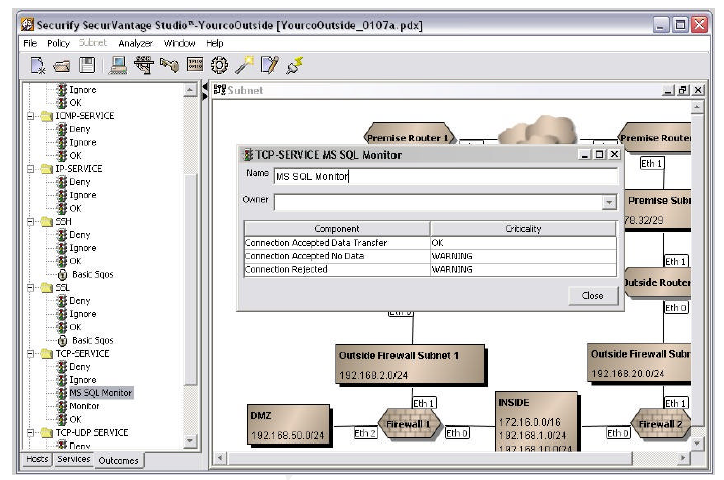 Securify SecurVantage Studio™-YourcoOutside [YourcoOutside_0107a.pdx]
File Policy Subnet Analyzer Window Help
Ignore
OK
ICMP-SERVICE
Deny
Ignore
OK
IP-SERVICE
Deny
Ignore
OK
SSH
Deny
Ignore
OK
Basic Sqos
SSL
Deny
Ignore
OK
Basic Sqos
TCP-SERVICE
Deny
Ignore
MS SQL Monitor
Monitor
OK
TCP-UDP SERVICE
Deny
Hosts Services Outcomes
Subnet
Premise Router 1
Premise Route
Eth 1
Premise Subn
78.32/29
Eth 1
Outside Router
Eth 0
TCP-SERVICE MS SQL Monitor
Name MS SQL Monitor
Owner
Component Criticality
Connection Accepted Data Transfer OK
Connection Accepted No Data WARNING
Connection Rejected WARNING
Close
Eth 0
Outside Firewall Subnet 1
192.168.2.0/24
Outside Firewall Subr
192.168.20.0/24
Eth 1
Eth 1
DMZ
192.168.50.0/24
Eth 2
Firewall 1
Eth 0
INSIDE
172.16.0.0/16
192.168.1.0/24
192.168.10.0/24
Eth 0
Firewall 2